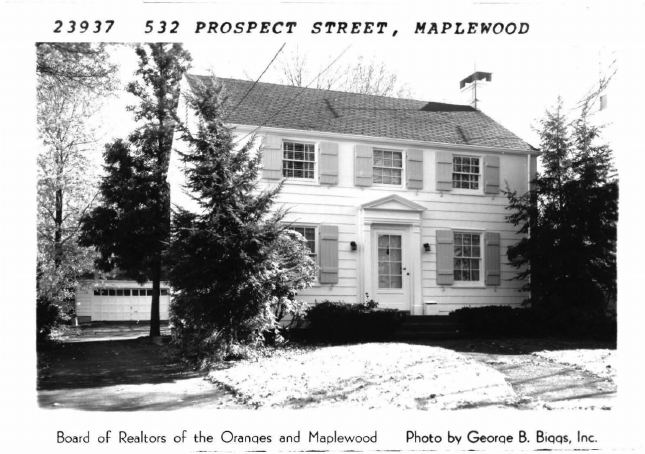 23937 532 PROSPECT STREET, MAPLEWOOD
Board of Realtors of the Oranges and Maplewood Photo by George B. Biggs, Inc.